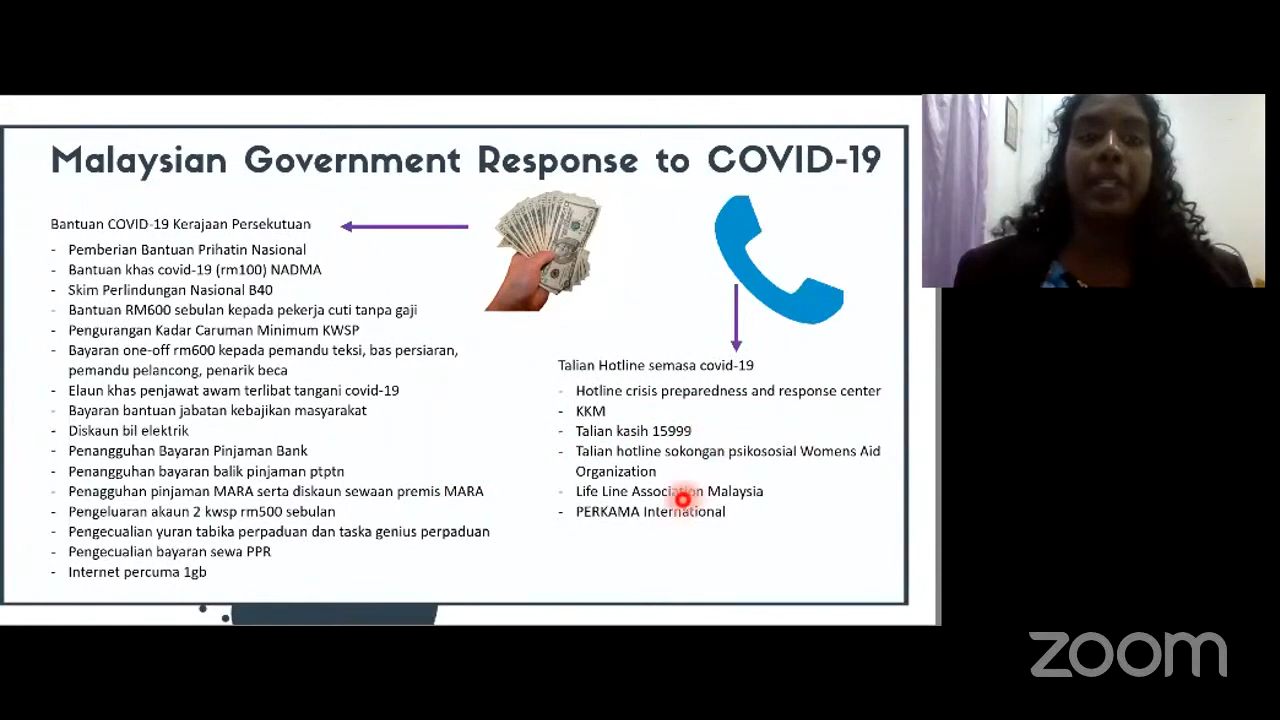 Malaysian Government Response to COVID-19
Bantuan COVID-19 Kerajaan Persekutuan
- Pemberian Bantuan Prihatin Nasional
- Bantuan khas covid-19 (rm100) NADMA
- Skim Perlindungan Nasional B40
- Bantuan RM600 sebulan kepada pekerja cuti tanpa gaji
- Pengurangan Kadar Caruman Minimum KWSP
- Bayaran one-off rm600 kepada pemandu teksi, bas persiaran,
pemandu pelancong, penarik beca
- Elaun khas penjawat awam terlibat tangani covid-19
- Bayaran bantuan jabatan kebajikan masyarakat
- Diskaun bil elektrik
- Penangguhan Bayaran Pinjaman Bank
- Penangguhan bayaran balik pinjaman ptptn
- Penagguhan pinjaman MARA serta diskaun sewaan premis MARA
- Pengeluaran akaun 2 kwsp rm500 sebulan
- Pengecualian yuran tabika perpaduan dan taska genius perpaduan
- Pengecualian bayaran sewa PPR
- Internet percuma 1gb
Talian Hotline semasa covid-19
- Hotline crisis preparedness and response center
- KKM
- Talian kasih 15999
- Talian hotline sokongan psikososial Womens Aid
Organization
- Life Line Association Malaysia
- PERKAMA International
zoom